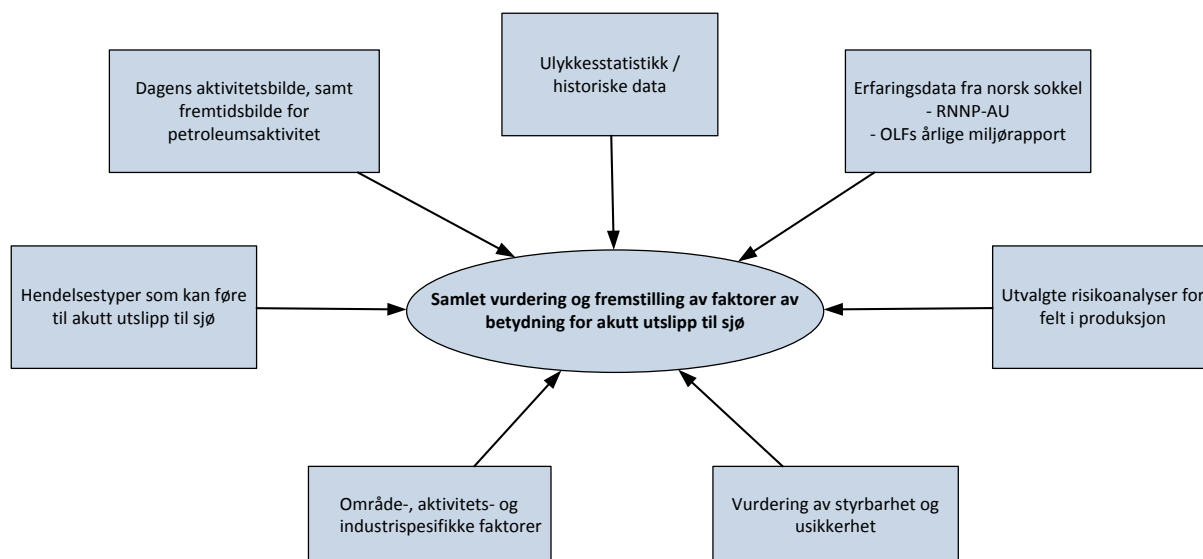 Ulykkesstatistikk /
historiske data
Dagens aktivitetsbilde, samt
fremtidsbilde for
petroleumsaktivitet
Erfaringsdata fra norsk sokkel
- RNNP-AU
- OLFs årlige miljørapport
Hendelsestyper som kan føre
til akutt utslipp til sjø
Samlet vurdering og fremstilling av faktorer av
betydning for akutt utslipp til sjø
Utvalgte risikoanalyser for
felt i produksjon
Område-, aktivitets- og
industrispesifikke faktorer
Vurdering av styrbarhet og
usikkerhet